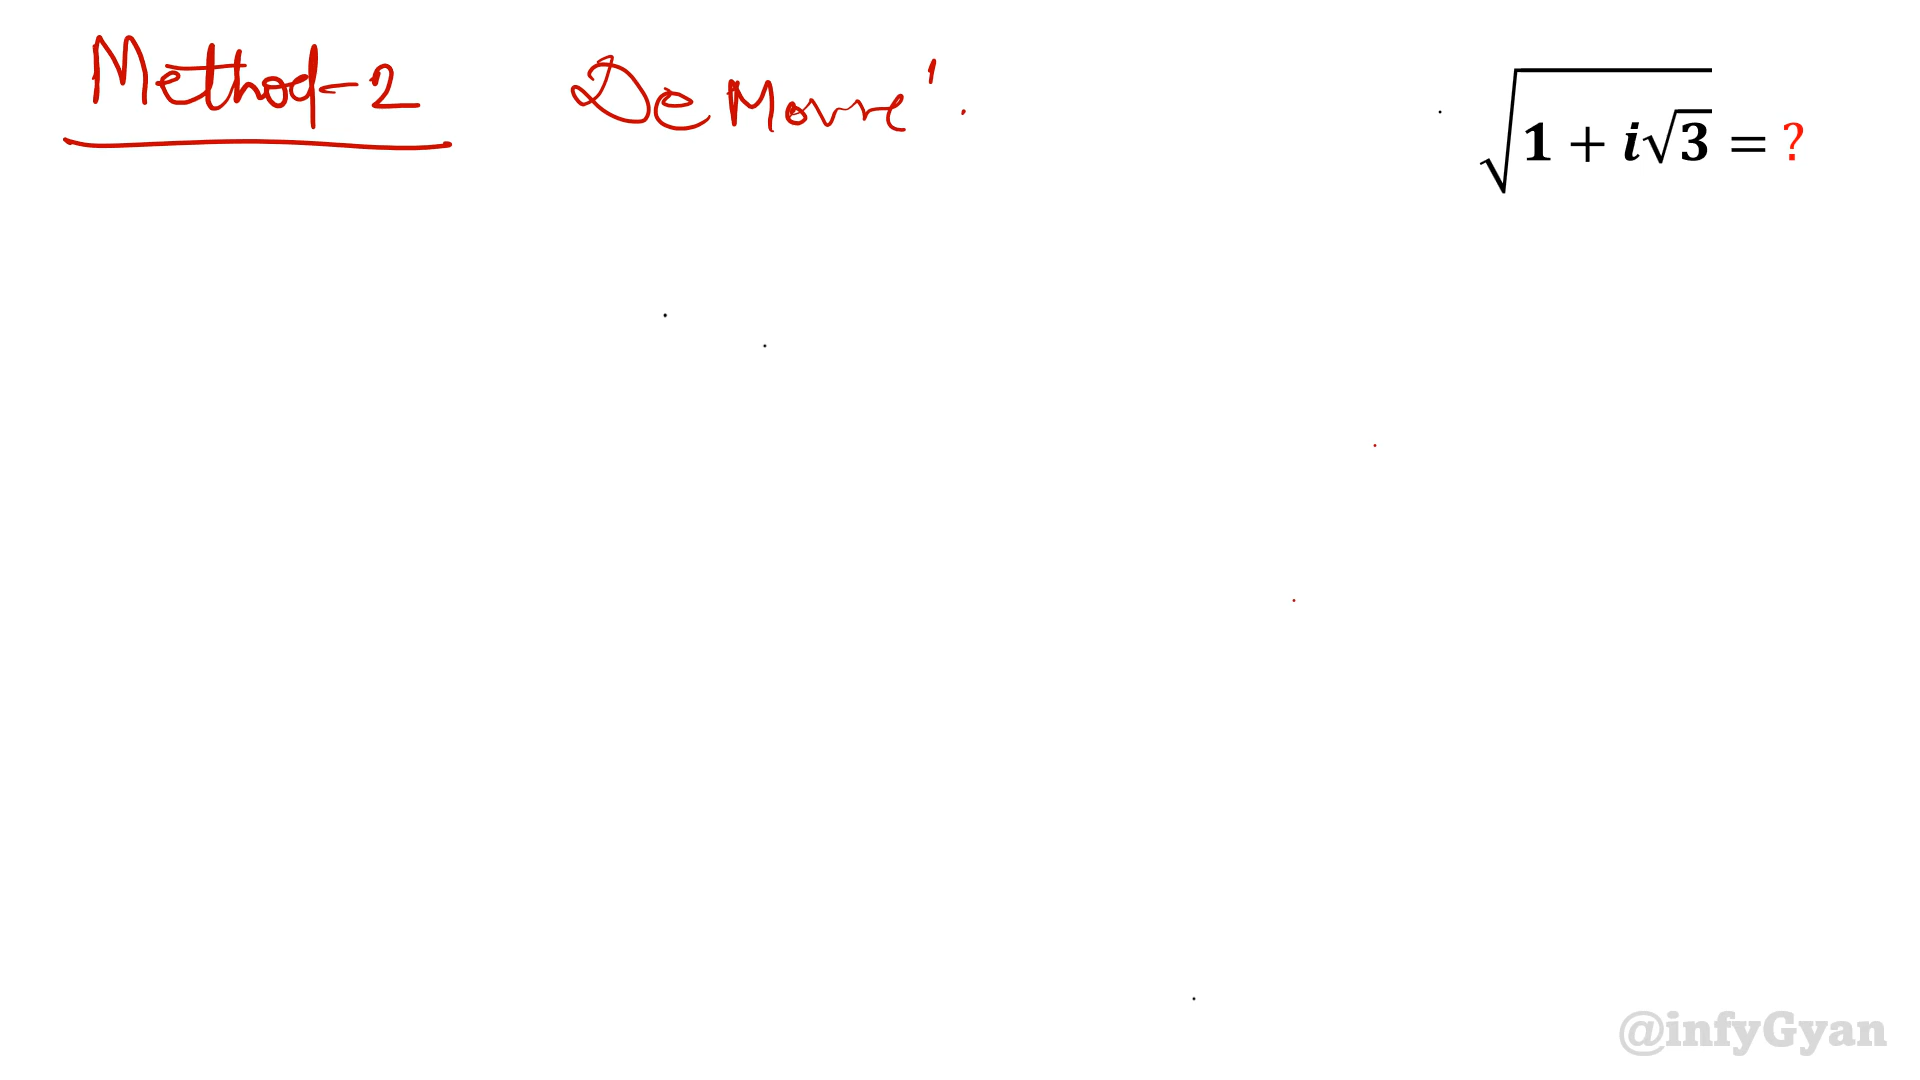 Method-2
De Movre'.
√(1 + i√3) = ?
@infyGyan